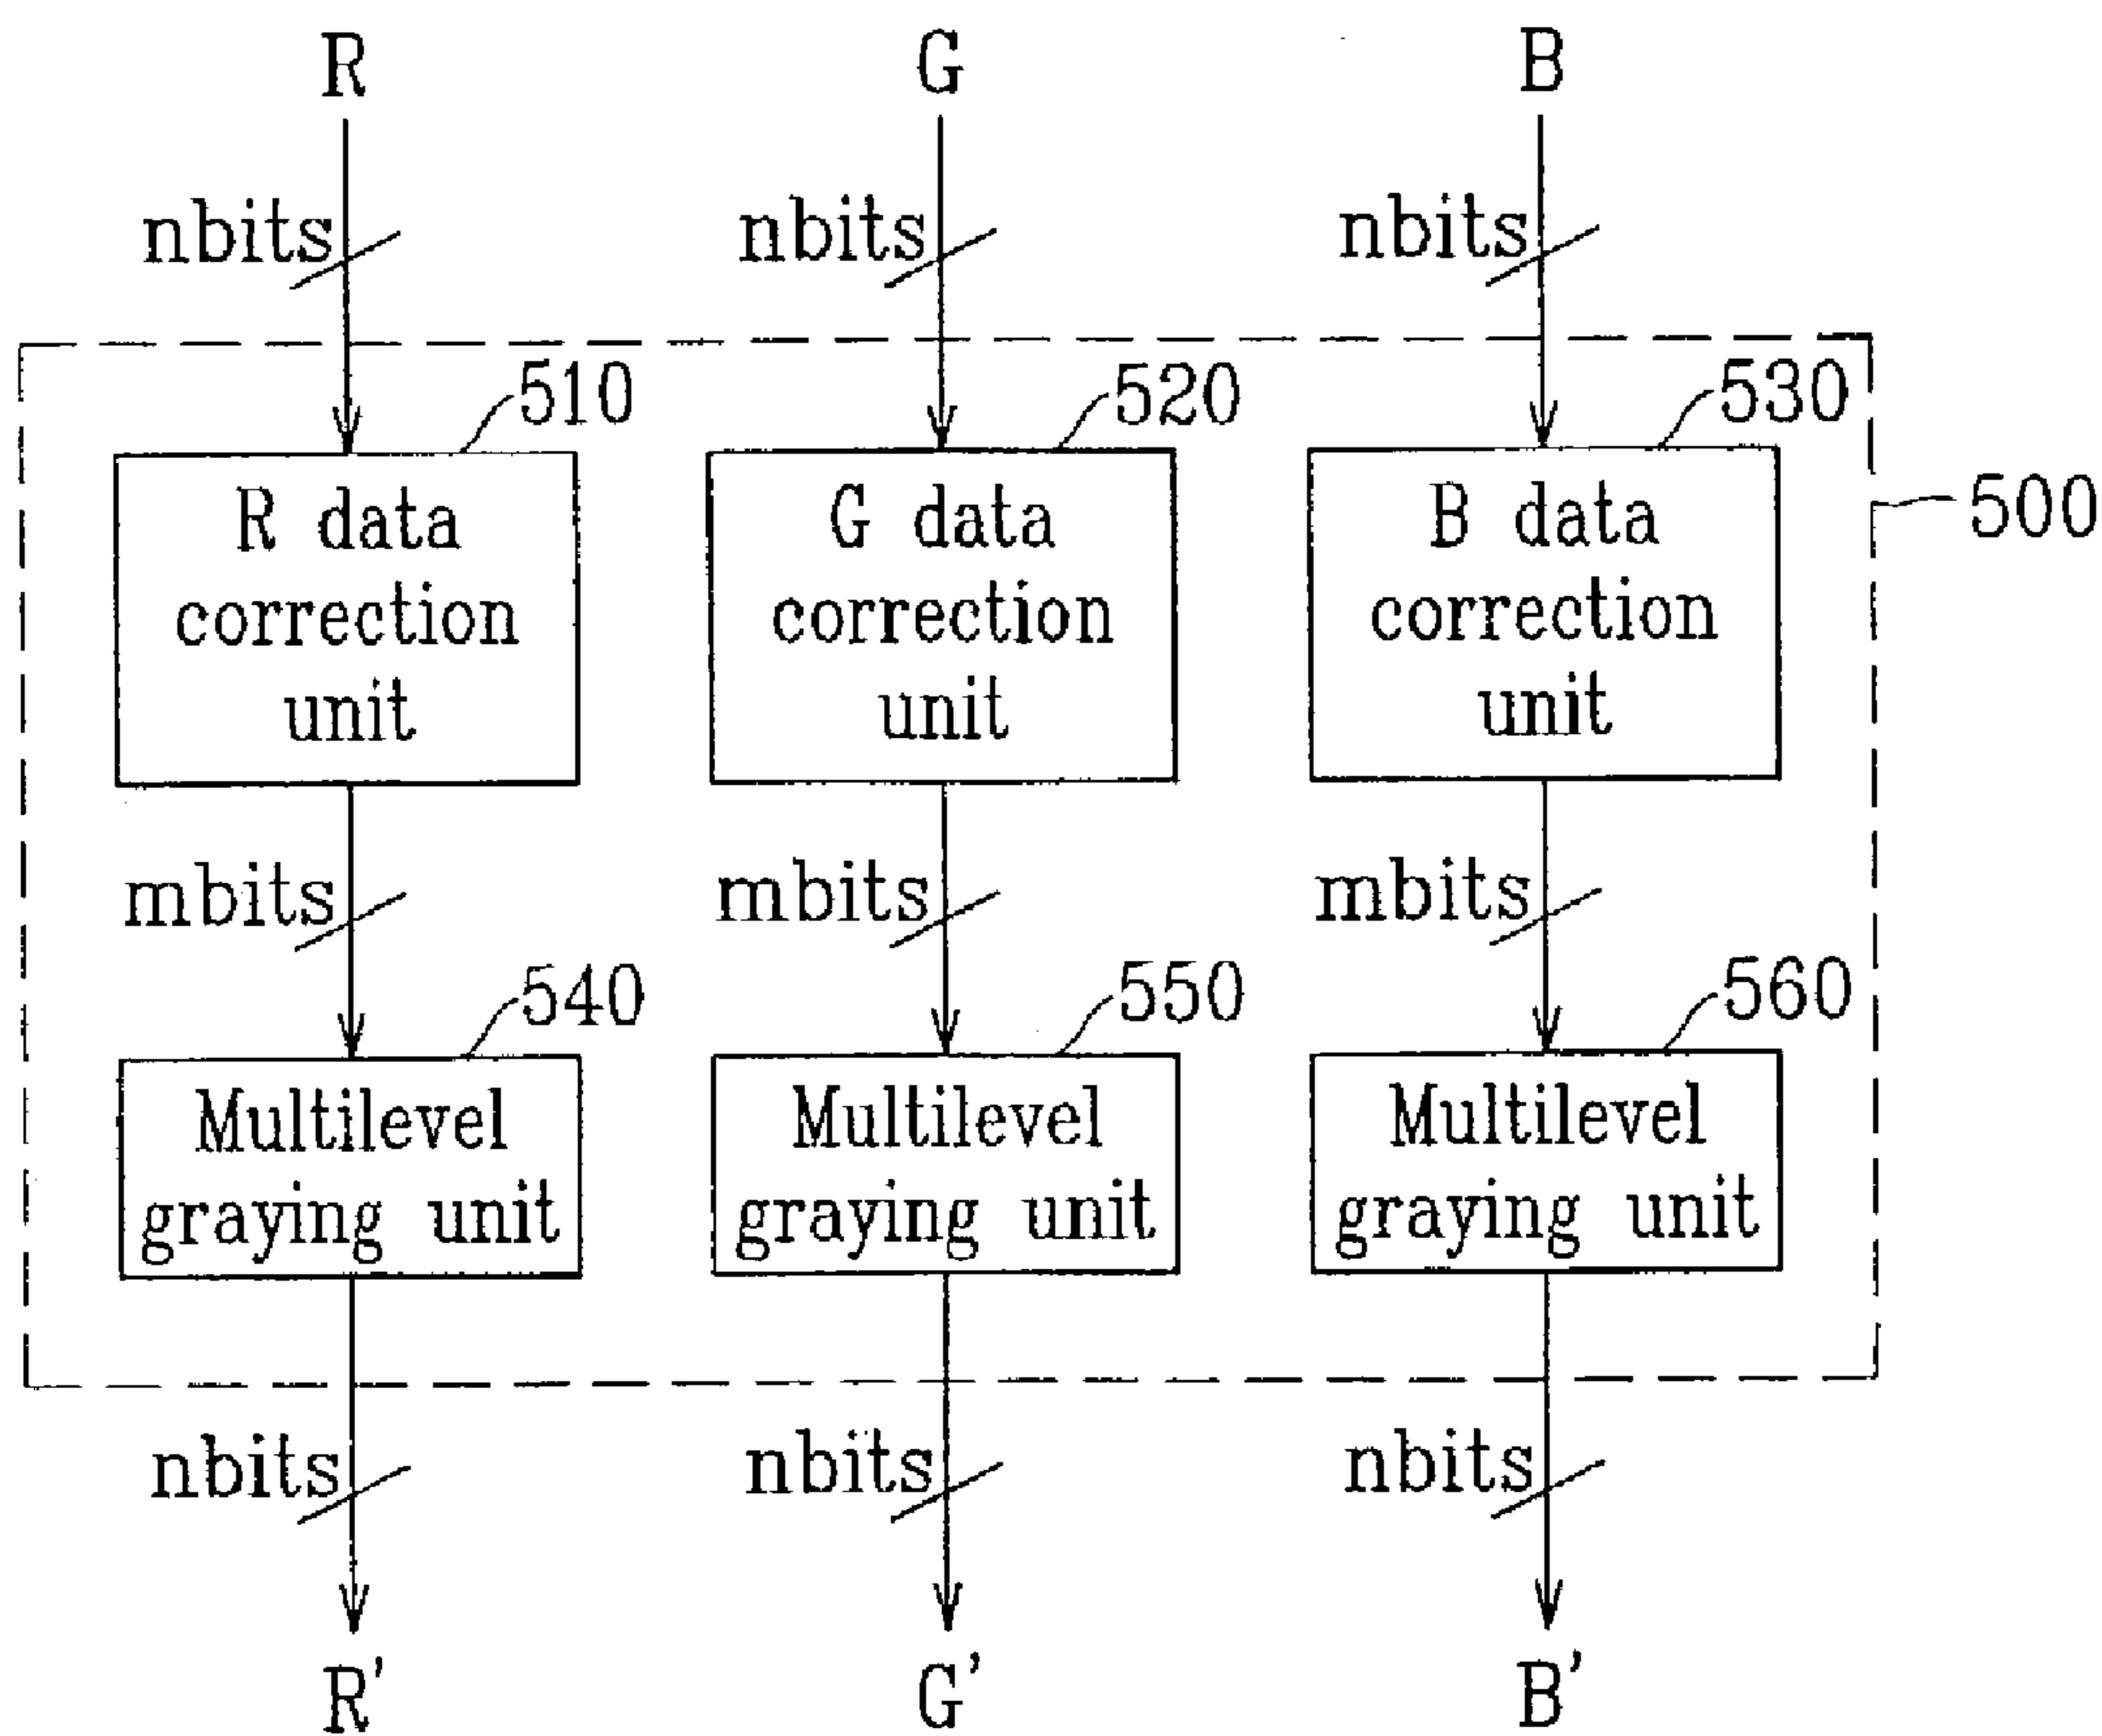 R G B
nbits nbits nbits
510 520 530
500
R data correction unit
G data correction unit
B data correction unit
mbits mbits mbits
540 550 560
Multilevel graying unit
Multilevel graying unit
Multilevel graying unit
nbits nbits nbits
R' G' B'